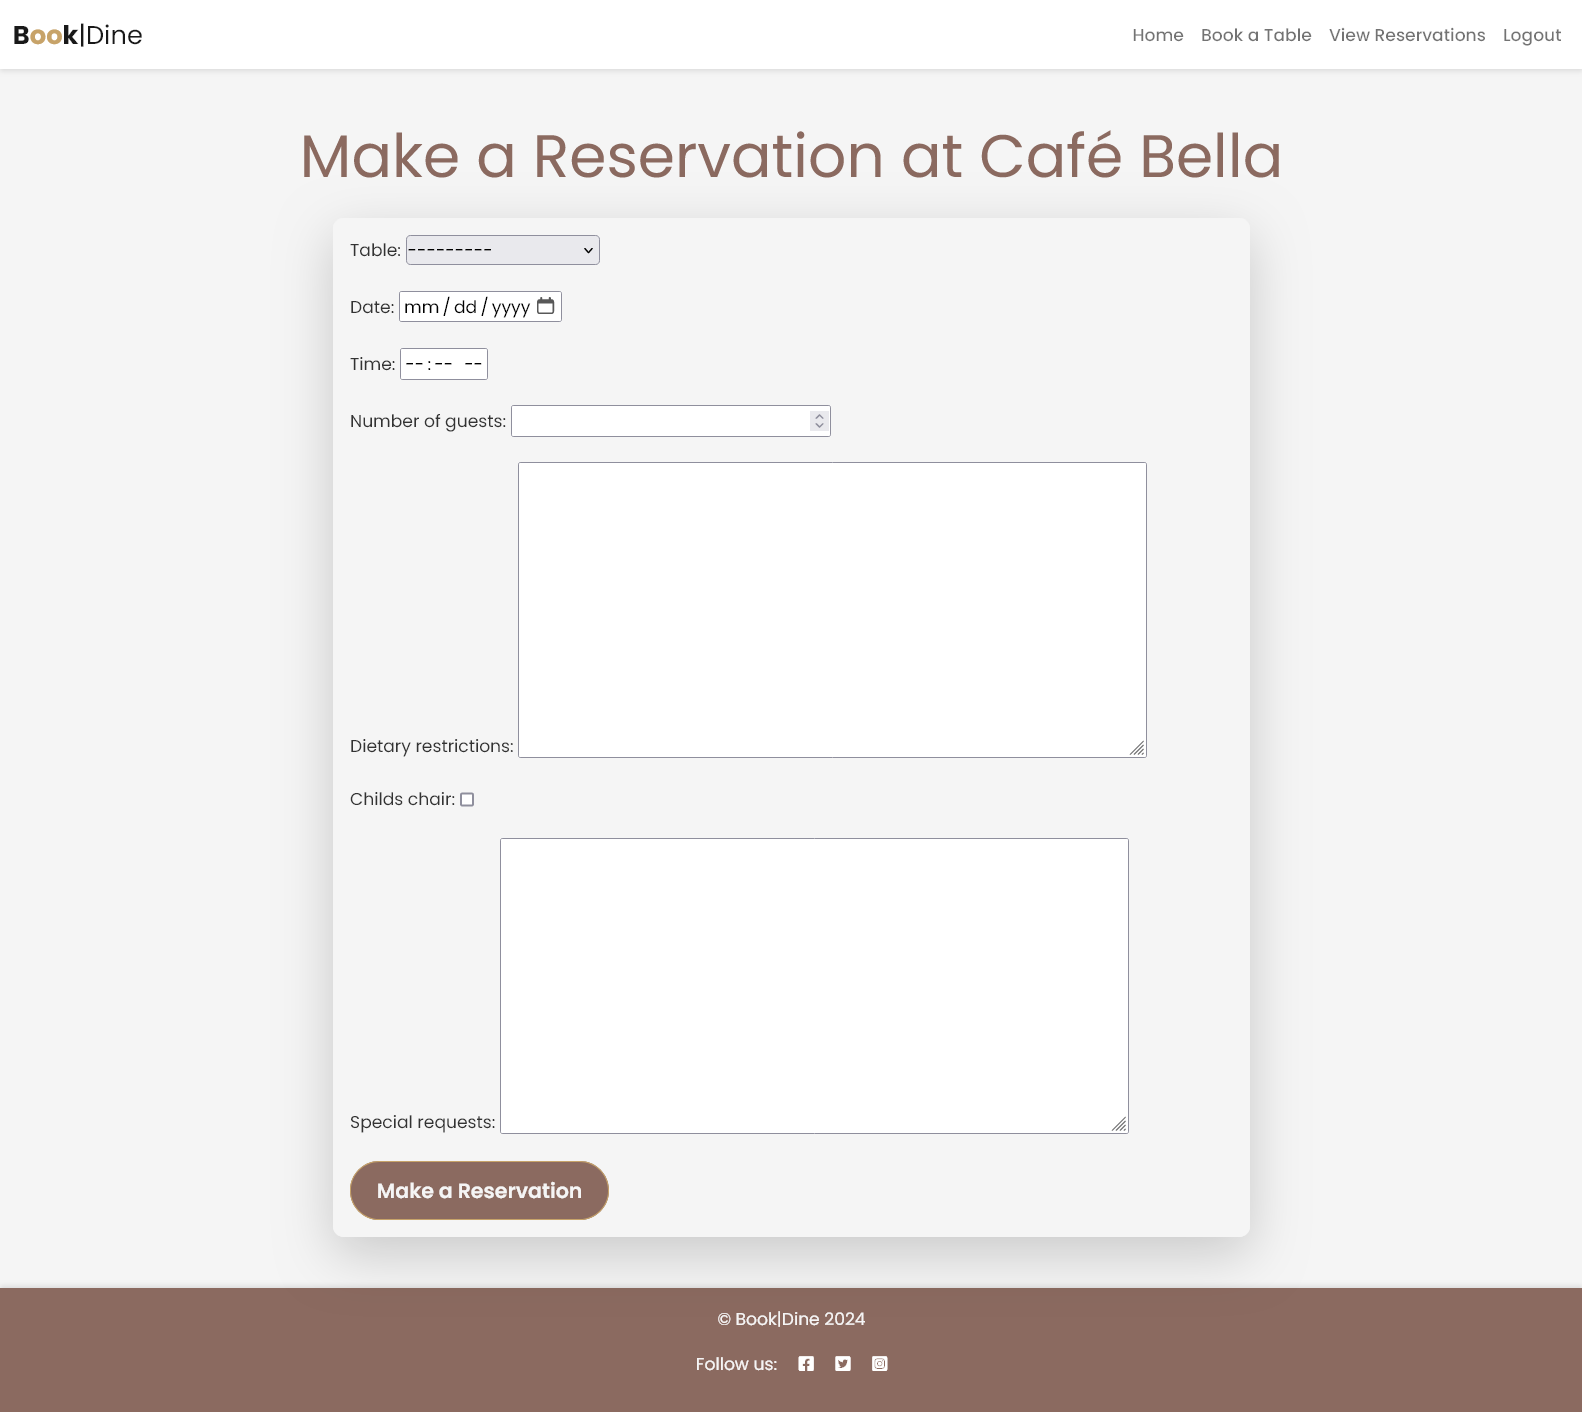 Book|Dine
Home Book a Table View Reservations Logout
Make a Reservation at Café Bella
Table: ---------
Date: mm/dd/yyyy
Time: --:-- --
Number of guests:
Dietary restrictions:
Childs chair:
Special requests:
Make a Reservation
© Book|Dine 2024
Follow us: